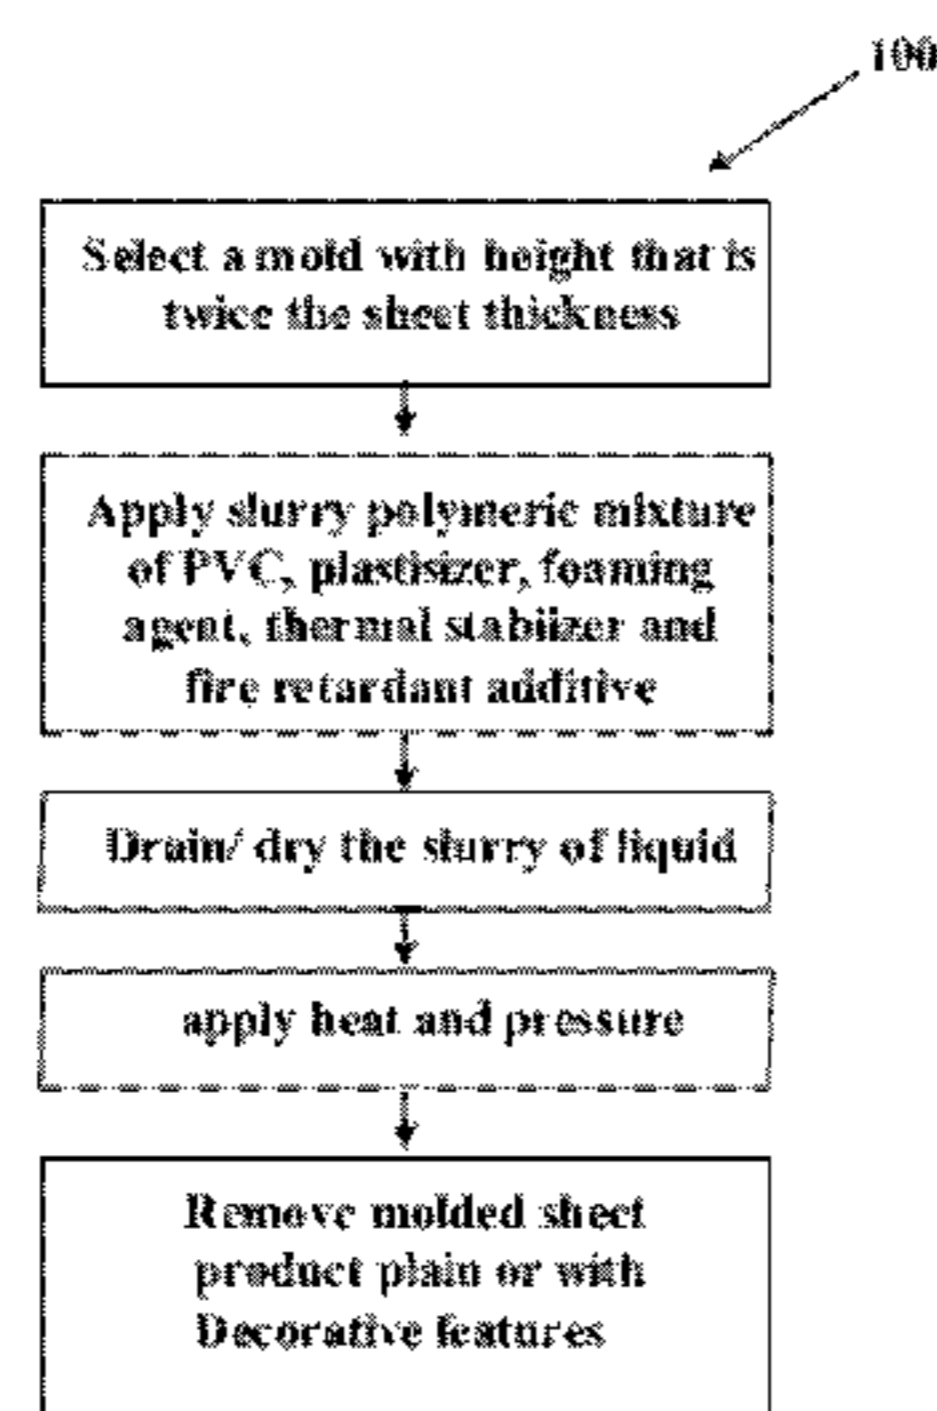 100
Select a mold with height that is
twice the sheet thickness
Apply slurry polymeric mixture
of PVC, plastisizer, foaming
agent, thermal stabiizer and
fire retardant additive
Drain/ dry the slurry of liquid
apply heat and pressure
Remove molded sheet
product plain or with
Decorative features